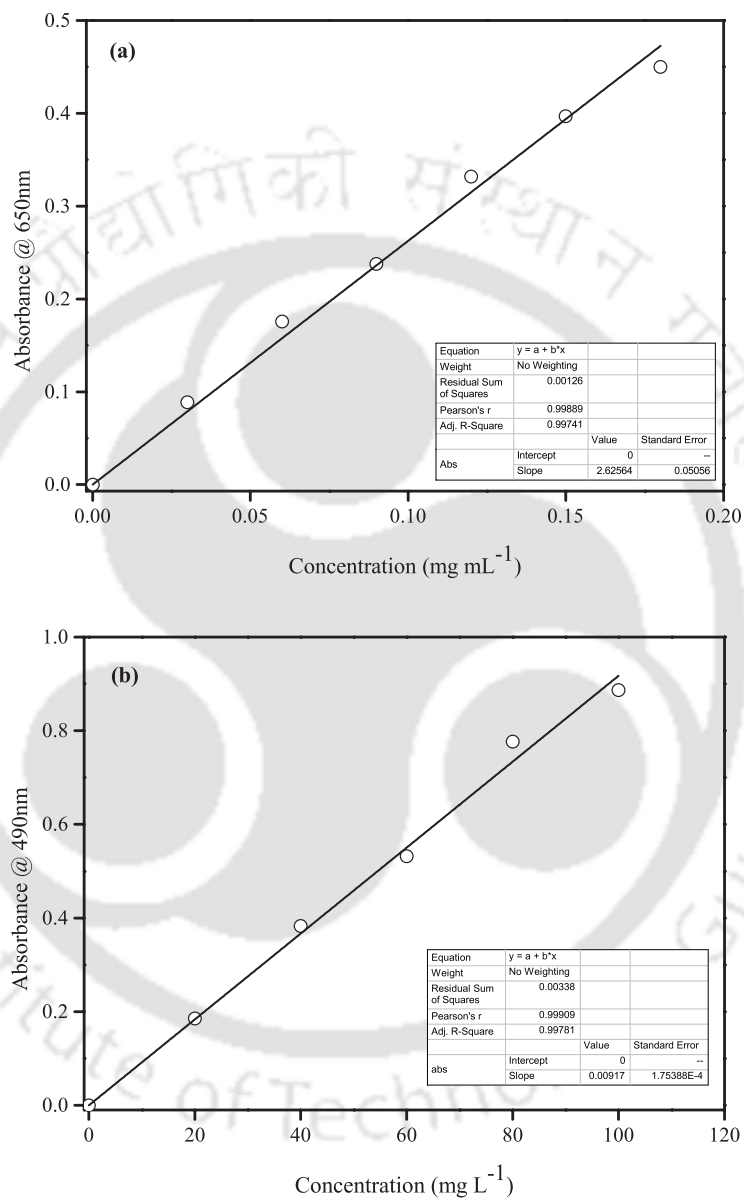 (a)
0.5
0.4
0.3
0.2
0.1
0.0
Absorbance @ 650nm
Equation y = a + b*x
Weight No Weighting
Residual Sum of Squares 0.00126
Pearson's r 0.99889
Adj. R-Square 0.99741
Value Standard Error
Abs Intercept 0 --
Slope 2.62564 0.05056
0.00 0.05 0.10 0.15 0.20
Concentration (mg mL-1)
(b)
1.0
0.8
0.6
0.4
0.2
0.0
Absorbance @ 490nm
Equation y = a + b*x
Weight No Weighting
Residual Sum of Squares 0.00338
Pearson's r 0.99909
Adj. R-Square 0.99781
Value Standard Error
abs Intercept 0 --
Slope 0.00917 1.75388E-4
0 20 40 60 80 100 120
Concentration (mg L-1)
of Techno